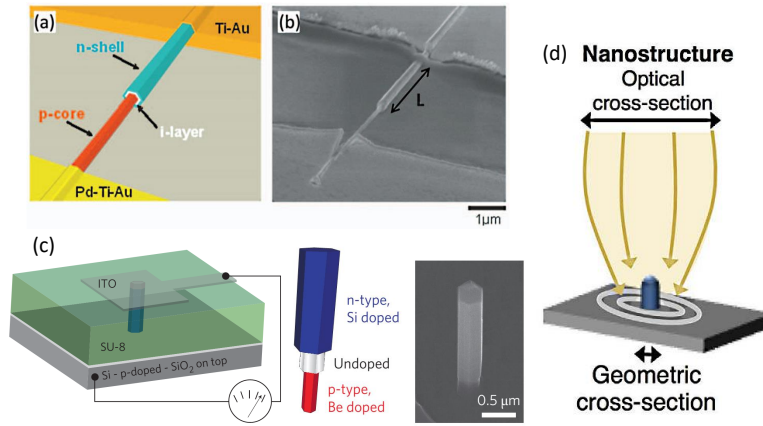 (a)
Ti-Au
n-shell
p-core
i-layer
Pd-Ti-Au
(b)
L
1μm
(c)
ITO
SU-8
Si - p-doped - SiO2 on top
n-type,
Si doped
Undoped
p-type,
Be doped
0.5 μm
(d)
Nanostructure
Optical
cross-section
Geometric
cross-section